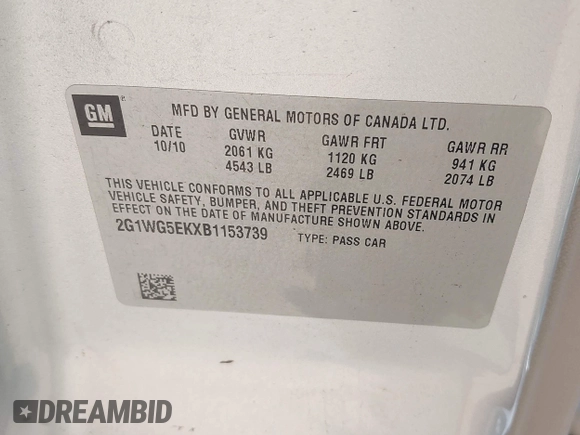 GM
MFD BY GENERAL MOTORS OF CANADA LTD.
DATE GVWR GAWR FRT GAWR RR
10/10 2061 KG 1120 KG 941 KG
4543 LB 2469 LB 2074 LB
THIS VEHICLE CONFORMS TO ALL APPLICABLE U.S. FEDERAL MOTOR
VEHICLE SAFETY, BUMPER, AND THEFT PREVENTION STANDARDS IN
EFFECT ON THE DATE OF MANUFACTURE SHOWN ABOVE.
2G1WG5EKXB1153739 TYPE: PASS CAR
DREAMBID